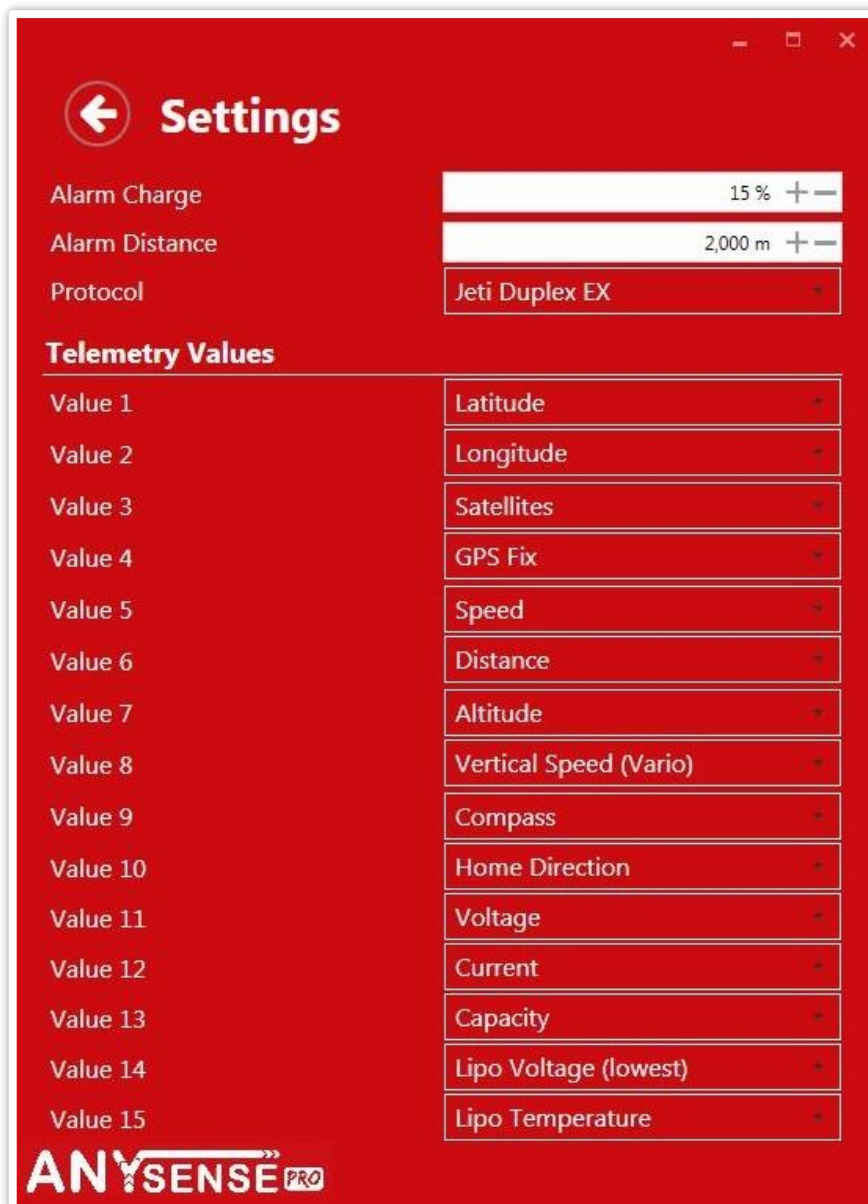 Settings
Alarm Charge 15 %
Alarm Distance 2,000 m
Protocol Jeti Duplex EX
Telemetry Values
Value 1 Latitude
Value 2 Longitude
Value 3 Satellites
Value 4 GPS Fix
Value 5 Speed
Value 6 Distance
Value 7 Altitude
Value 8 Vertical Speed (Vario)
Value 9 Compass
Value 10 Home Direction
Value 11 Voltage
Value 12 Current
Value 13 Capacity
Value 14 Lipo Voltage (lowest)
Value 15 Lipo Temperature
ANYSENSE PRO